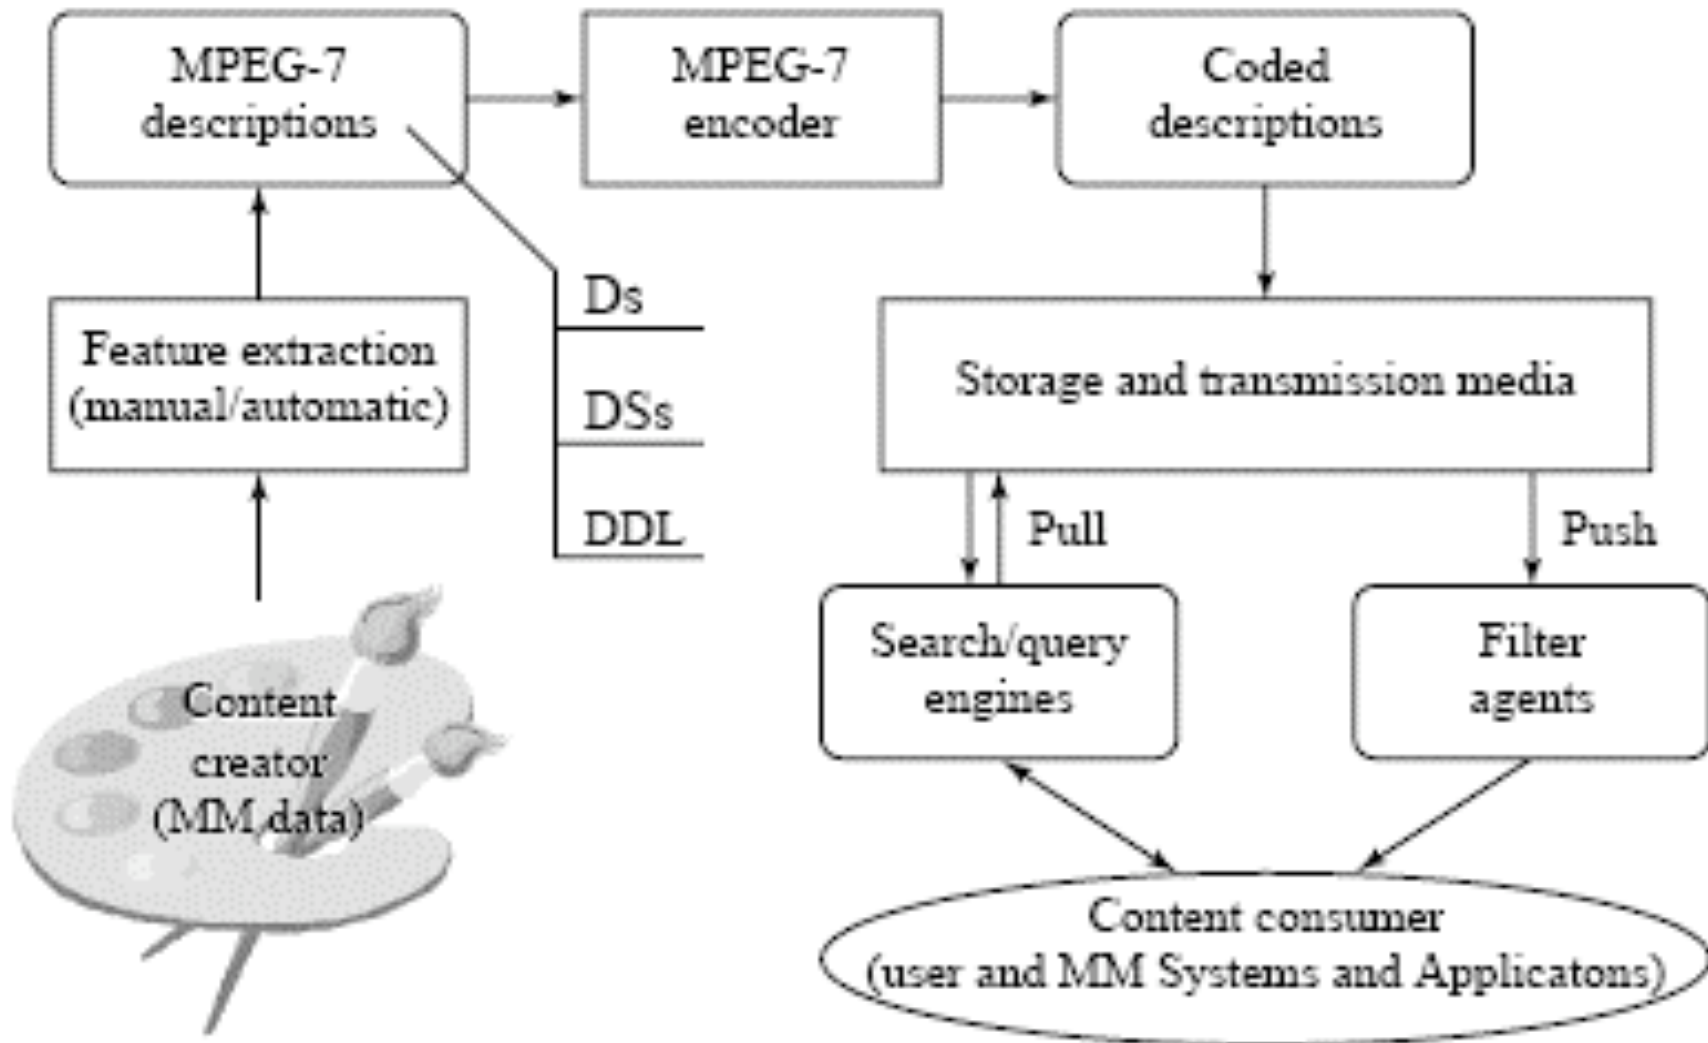 MPEG-7
descriptions
MPEG-7
encoder
Coded
descriptions
Feature extraction
(manual/automatic)
Ds
DSs
DDL
Storage and transmission media
Pull
Push
Search/query
engines
Filter
agents
Content
creator
(MM data)
Content consumer
(user and MM Systems and Applicatons)